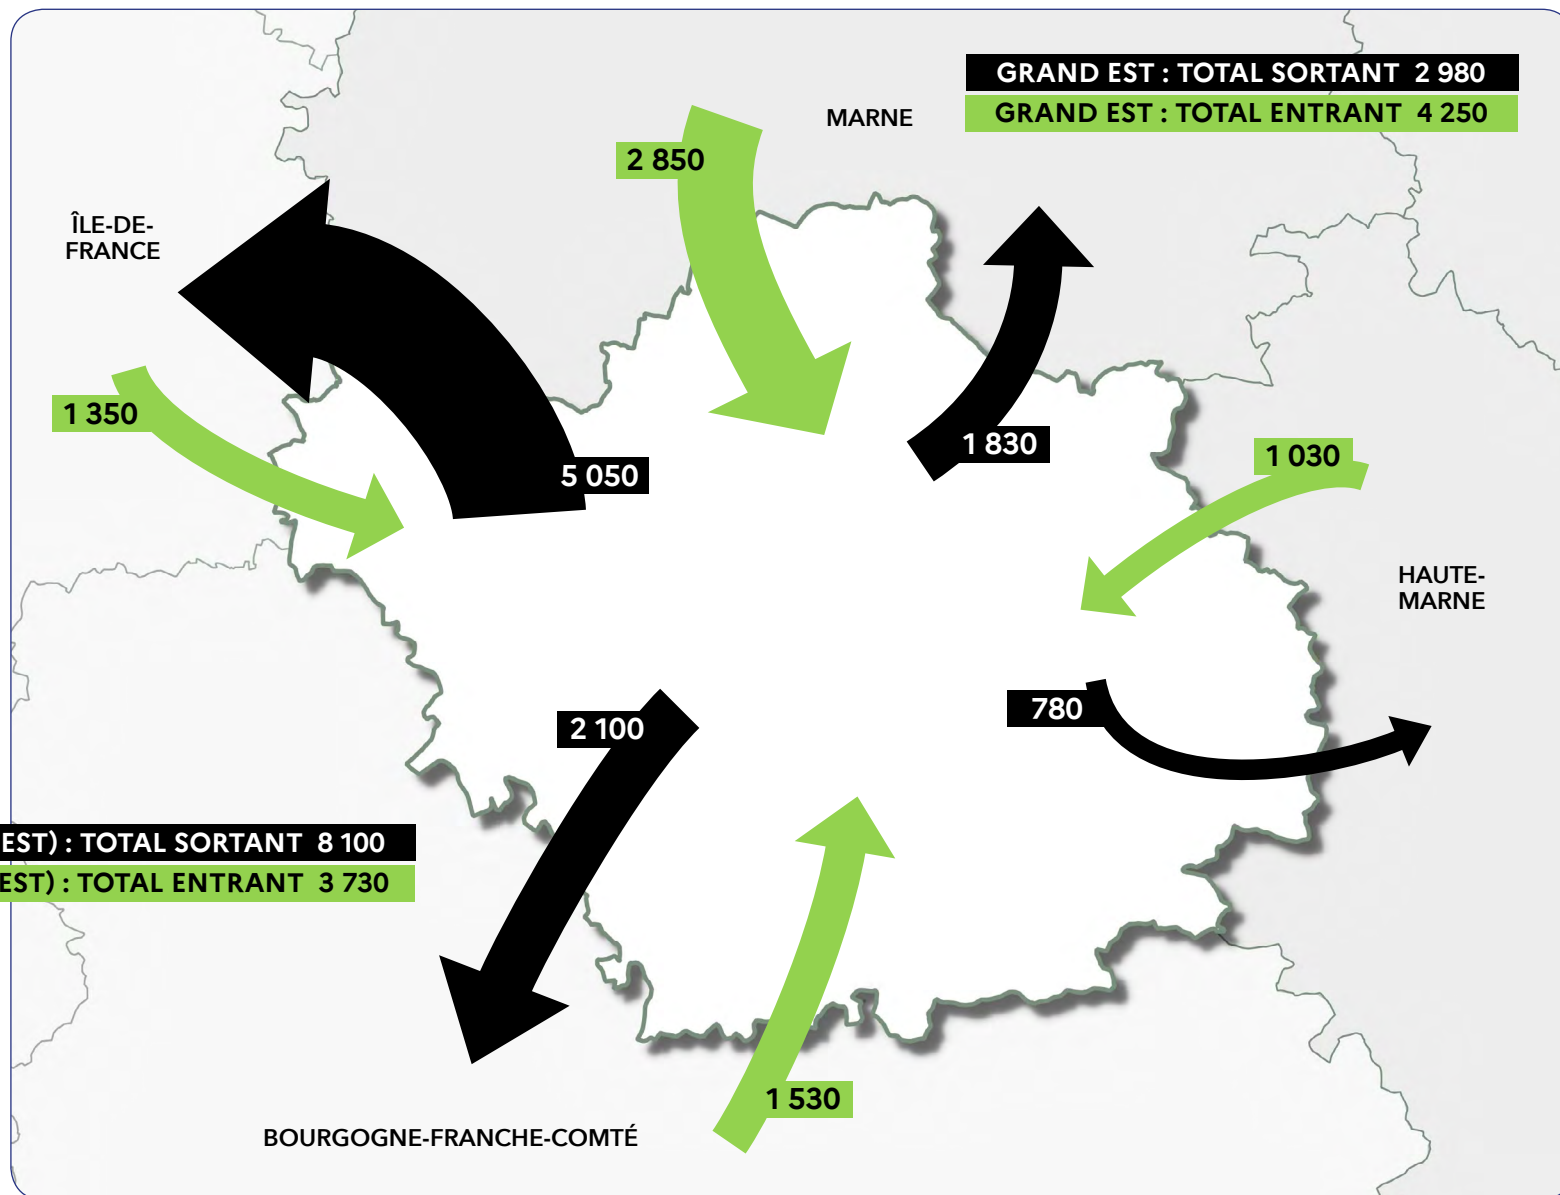 GRAND EST : TOTAL SORTANT 2 980
GRAND EST : TOTAL ENTRANT 4 250
MARNE
2 850
ÎLE-DE-
FRANCE
1 350
5 050
1 830
1 030
HAUTE-
MARNE
780
2 100
EST) : TOTAL SORTANT 8 100
EST) : TOTAL ENTRANT 3 730
1 530
BOURGOGNE-FRANCHE-COMTÉ